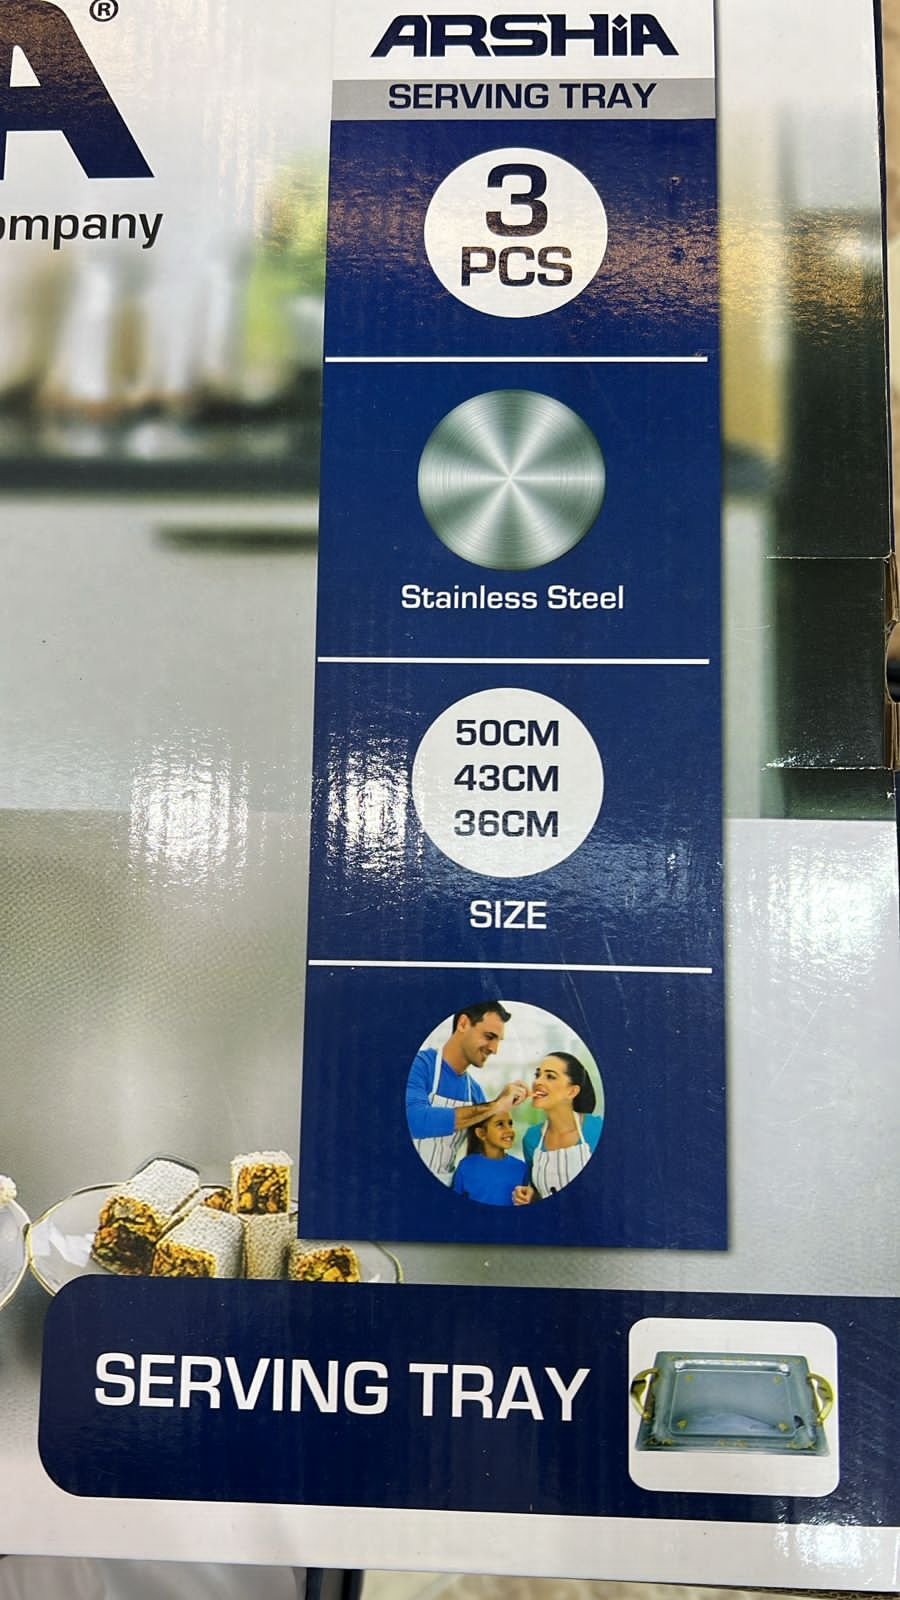 A®
ompany
ARSHiA
SERVING TRAY
3
PCS
Stainless Steel
50CM
43CM
36CM
SIZE
SERVING TRAY